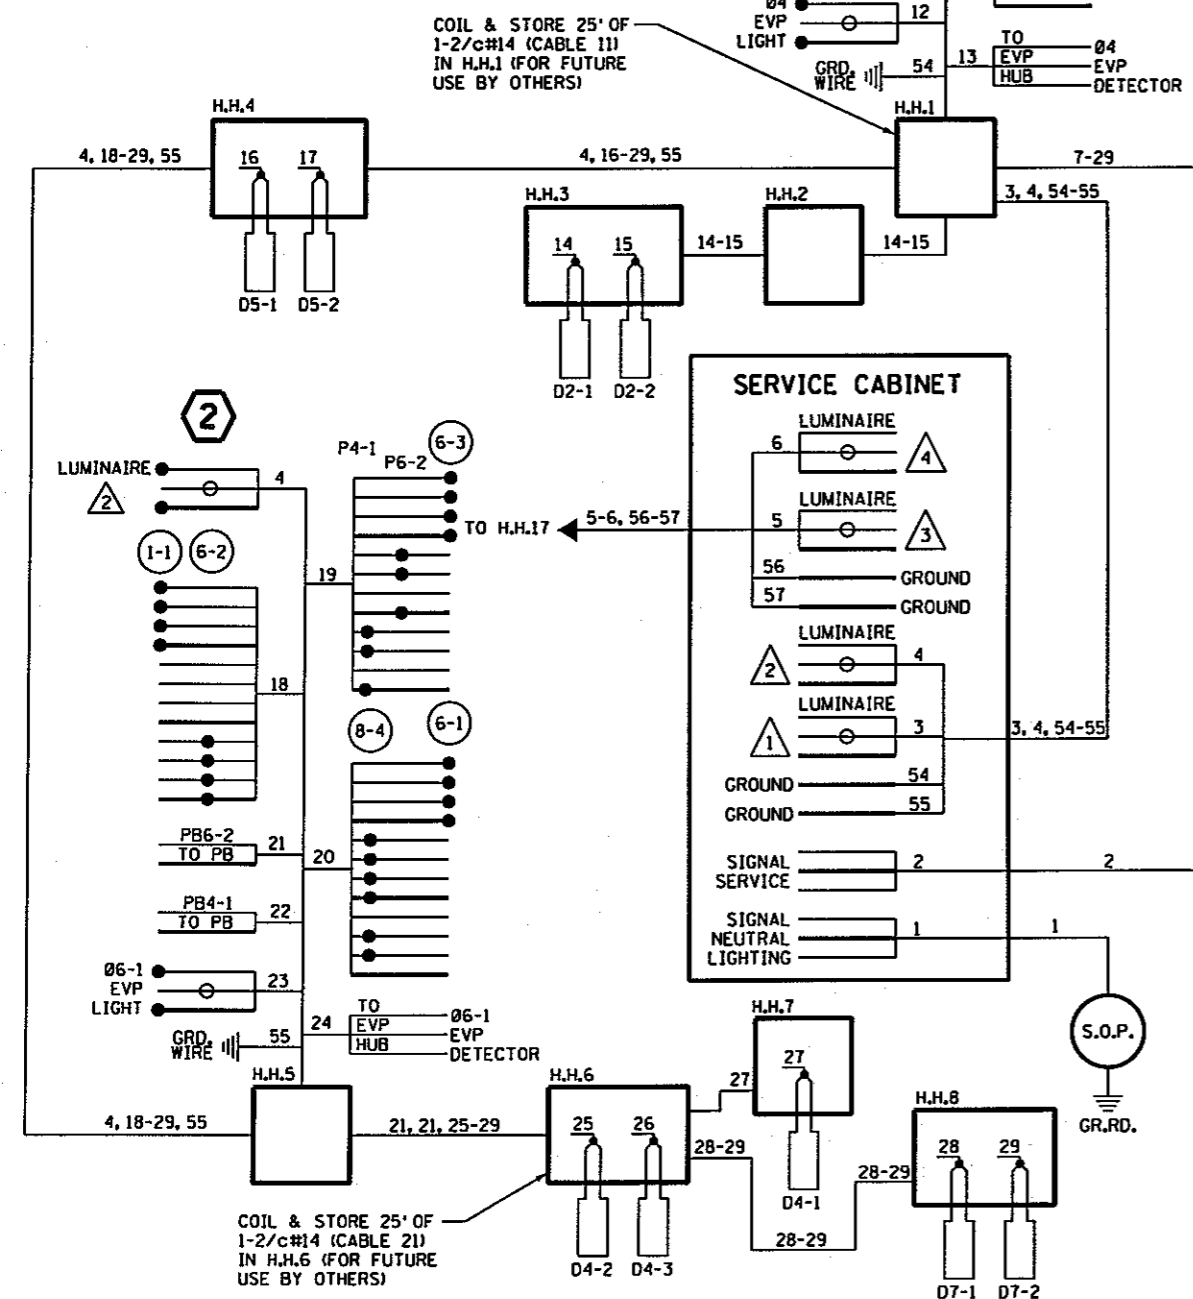 04
EVP
LIGHT
12
COIL & STORE 25' OF
1-2/c#14 (CABLE 11)
IN H.H.1 (FOR FUTURE
USE BY OTHERS)
GRD.
WIRE
54
13
TO
EVP
HUB
Ø4
EVP
DETECTOR
H.H.4
H.H.1
4, 18-29, 55
16
17
4, 16-29, 55
7-29
H.H.3
H.H.2
3, 4, 54-55
14
15
14-15
14-15
D5-1
D5-2
D2-1
D2-2
SERVICE CABINET
2
LUMINAIRE
6
4
P4-1
P6-2
6-3
LUMINAIRE
2
4
LUMINAIRE
5
3
TO H.H.17
5-6, 56-57
1-1
6-2
19
56
GROUND
57
GROUND
LUMINAIRE
2
4
18
LUMINAIRE
1
3
3, 4, 54-55
8-4
6-1
GROUND
54
GROUND
55
PB6-2
TO PB
21
20
SIGNAL
SERVICE
2
2
PB4-1
TO PB
22
SIGNAL
NEUTRAL
LIGHTING
1
1
Ø6-1
EVP
LIGHT
23
24
TO
EVP
HUB
Ø6-1
EVP
DETECTOR
GRD.
WIRE
55
H.H.7
S.O.P.
H.H.5
H.H.6
27
27
H.H.8
GR.RD.
4, 18-29, 55
21, 21, 25-29
25
26
28-29
28
29
28-29
D4-1
28-29
COIL & STORE 25' OF
1-2/c#14 (CABLE 21)
IN H.H.6 (FOR FUTURE
USE BY OTHERS)
D4-2
D4-3
D7-1
D7-2